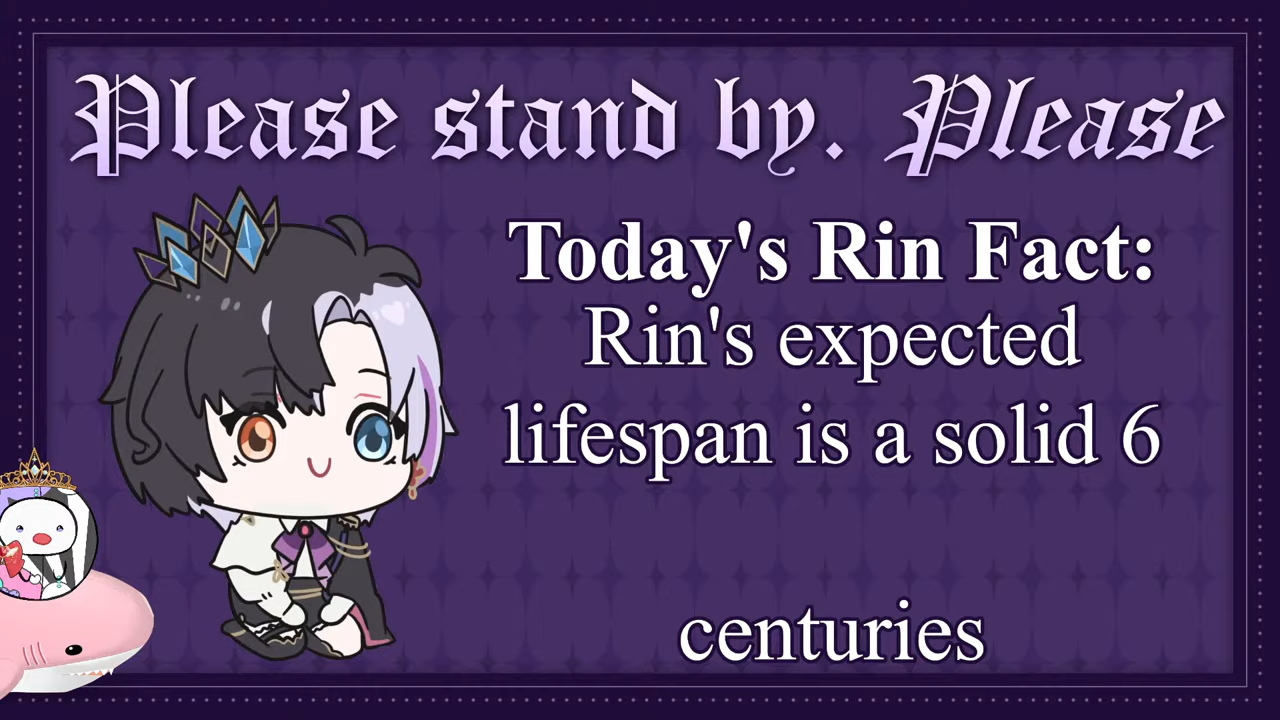 Please stand by. Please
Today's Rin Fact:
Rin's expected
lifespan is a solid 6
centuries